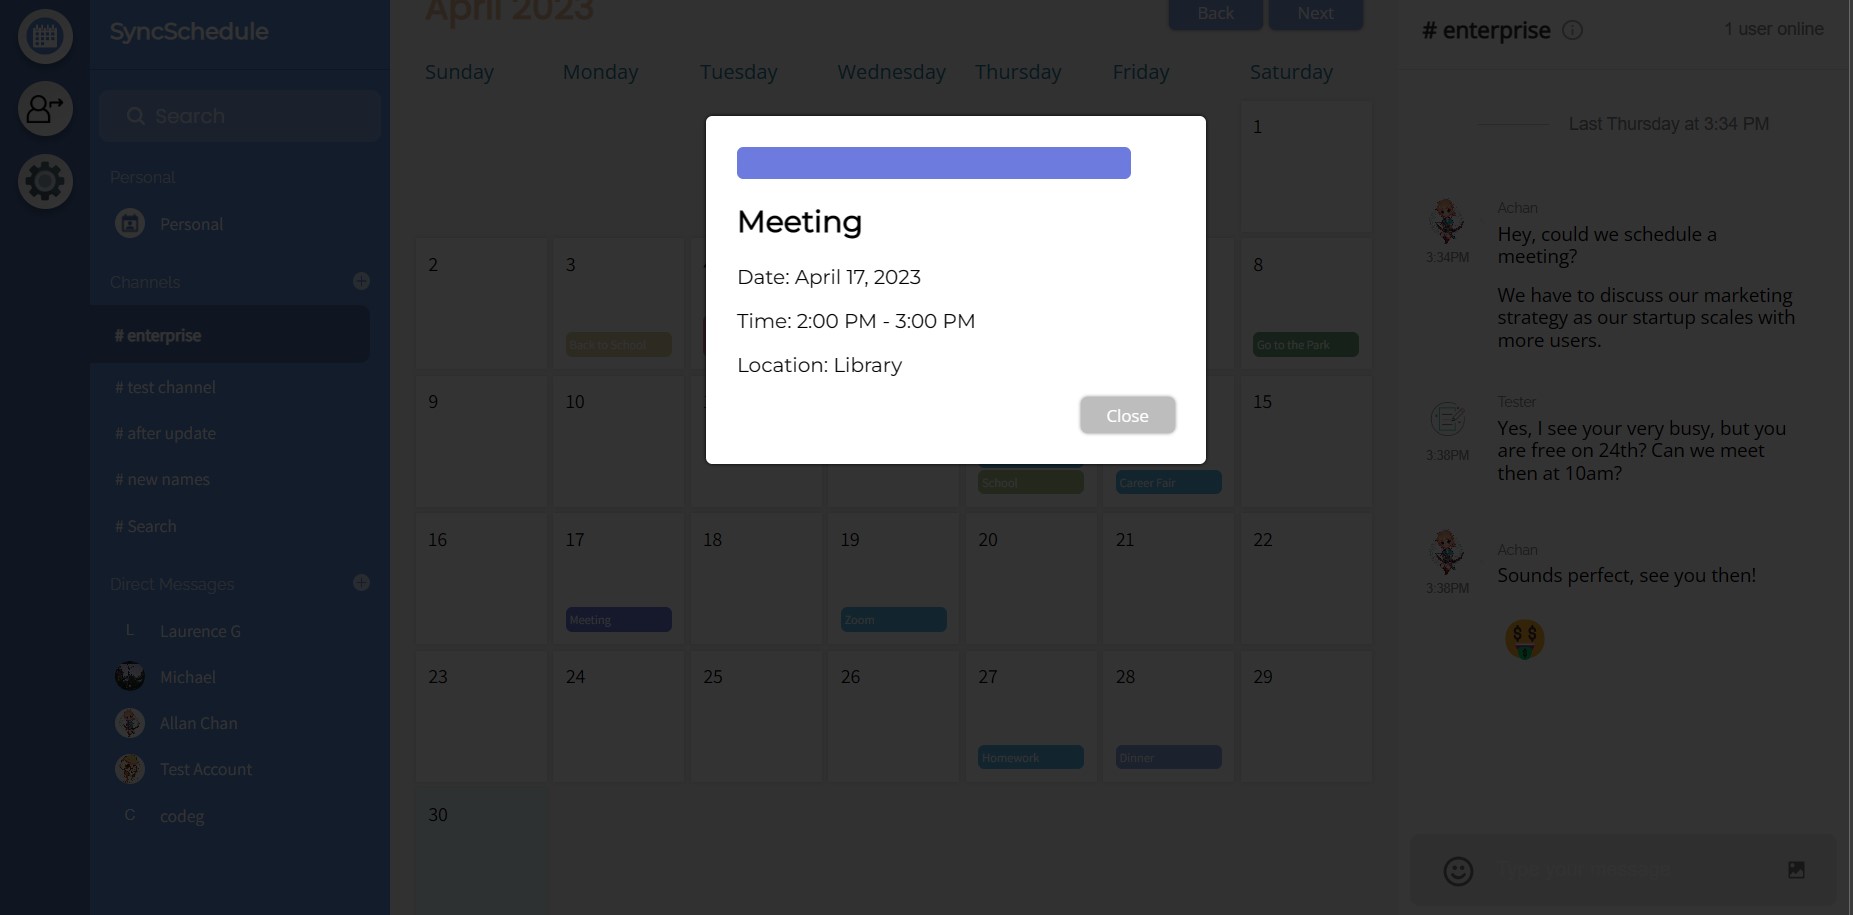 SyncSchedule
Search
Personal
Personal
Channels
# enterprise
# test channel
# after update
# new names
# Search
Direct Messages
L Laurence G
Michael
Allan Chan
Test Account
C codeg
April 2023
Back Next
Sunday Monday Tuesday Wednesday Thursday Friday Saturday
1
2 3 8
Back to School Go to the Park
9 10 15
School Career Fair
16 17 18 19 20 21 22
Meeting Zoom
23 24 25 26 27 28 29
Homework Dinner
30
Meeting
Date: April 17, 2023
Time: 2:00 PM - 3:00 PM
Location: Library
Close
# enterprise 1 user online
Last Thursday at 3:34 PM
Achan
Hey, could we schedule a
meeting?
3:34PM
We have to discuss our marketing
strategy as our startup scales with
more users.
Tester
Yes, I see your very busy, but you
are free on 24th? Can we meet
then at 10am?
3:38PM
Achan
Sounds perfect, see you then!
3:38PM
Type your message